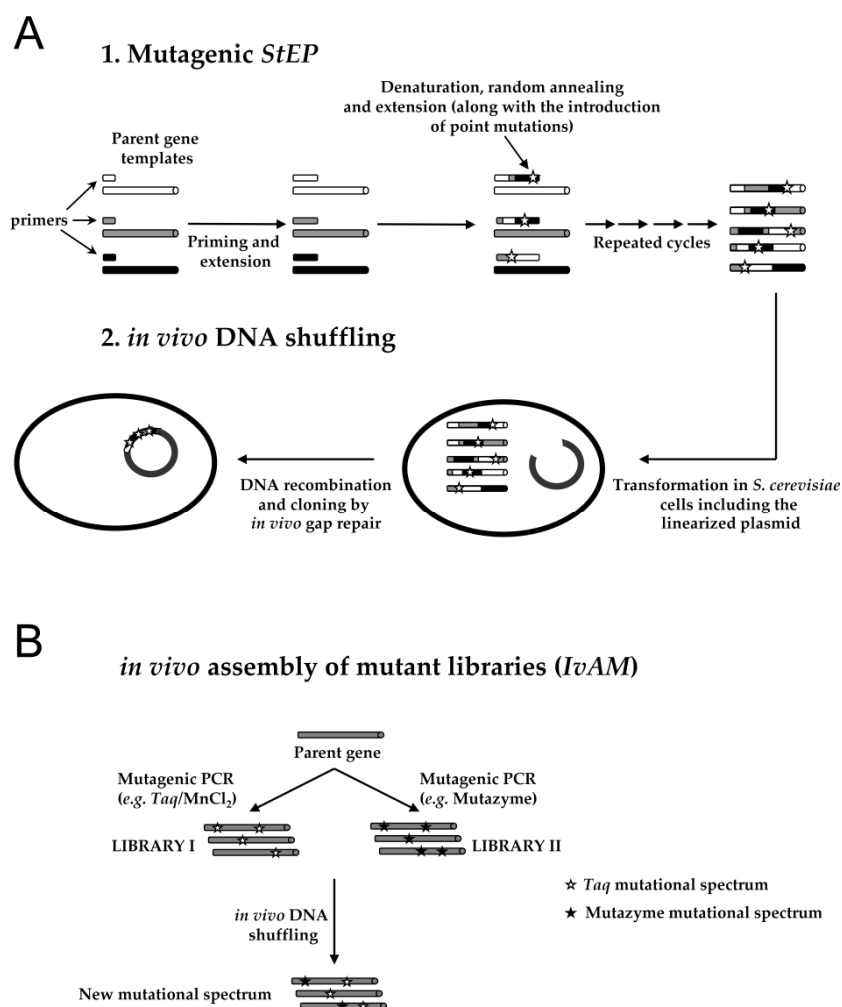 A
1. Mutagenic StEP
Denaturation, random annealing
and extension (along with the introduction
of point mutations)
Parent gene
templates
primers
Priming and
extension
Repeated cycles
2. in vivo DNA shuffling
DNA recombination
and cloning by
in vivo gap repair
Transformation in S. cerevisiae
cells including the
linearized plasmid
B
in vivo assembly of mutant libraries (IvAM)
Parent gene
Mutagenic PCR
(e.g. Taq/MnCl₂)
Mutagenic PCR
(e.g. Mutazyme)
LIBRARY I
LIBRARY II
☆ Taq mutational spectrum
★ Mutazyme mutational spectrum
in vivo DNA
shuffling
New mutational spectrum